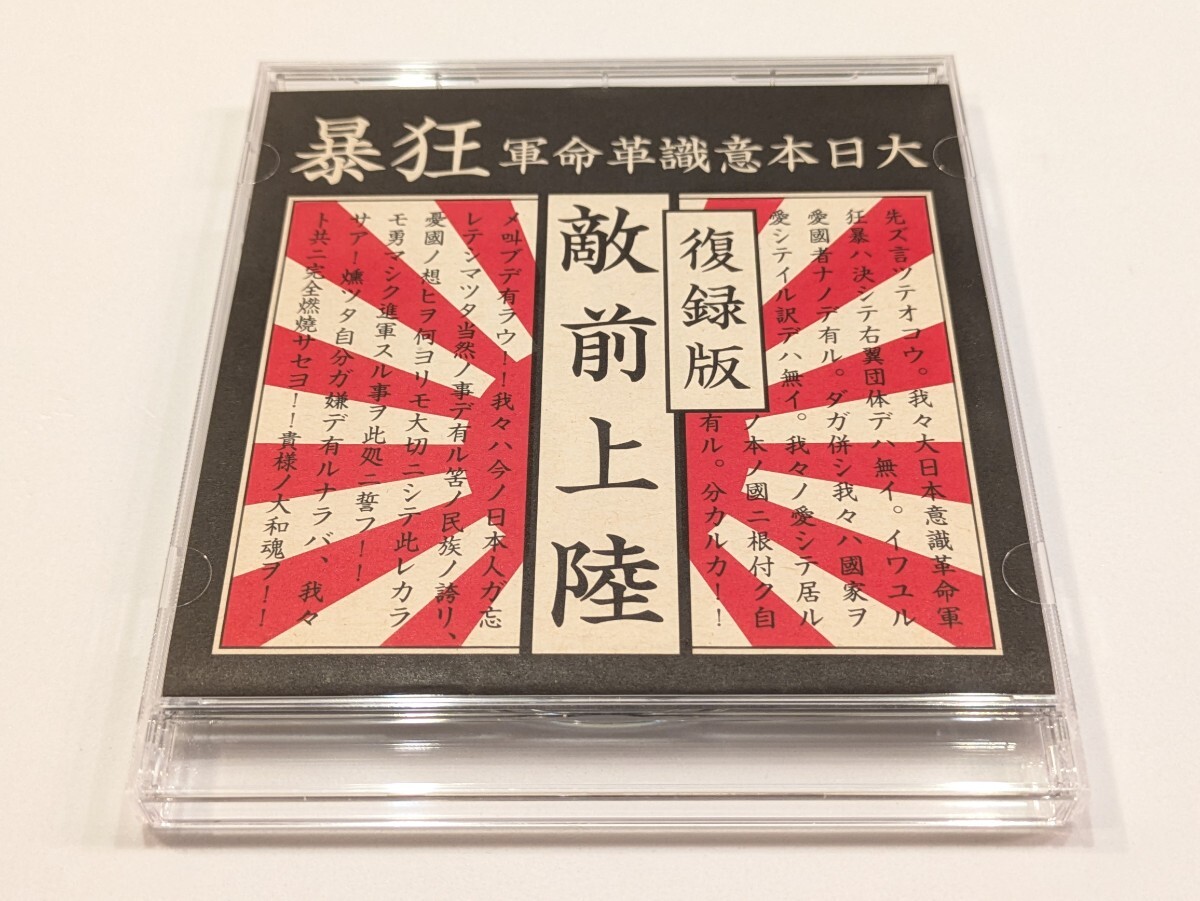 大日本意識革命軍狂暴
先ズ言ツテオコウ。我々大日本意識革命軍
狂暴ハ決シテ右翼団体デハ無イ。イワユル
愛國者ナノデ有ル。ダガ併シ我々ハ國家ヲ
愛シテイル訳デハ無イ。我々ノ愛シテ居ル
ノ本ノ國ニ根付ク自
有ル。分カルカ！！
復録版
敵前上陸
メ叫ブデ有ラウ！！我々ハ今ノ日本人ガ忘
レテシマツタ当然ノ事デ有ル筈ノ民族ノ誇リ、
憂國ノ想ヒヲ何ヨリモ大切ニシテ此レカラ
モ勇マシク進軍スル事ヲ此処ニ誓フ！！
サア！燻ツタ自分ガ嫌デ有ルナラバ、我々
ト共ニ完全燃焼サセヨ！！貴様ノ大和魂ヲ！！